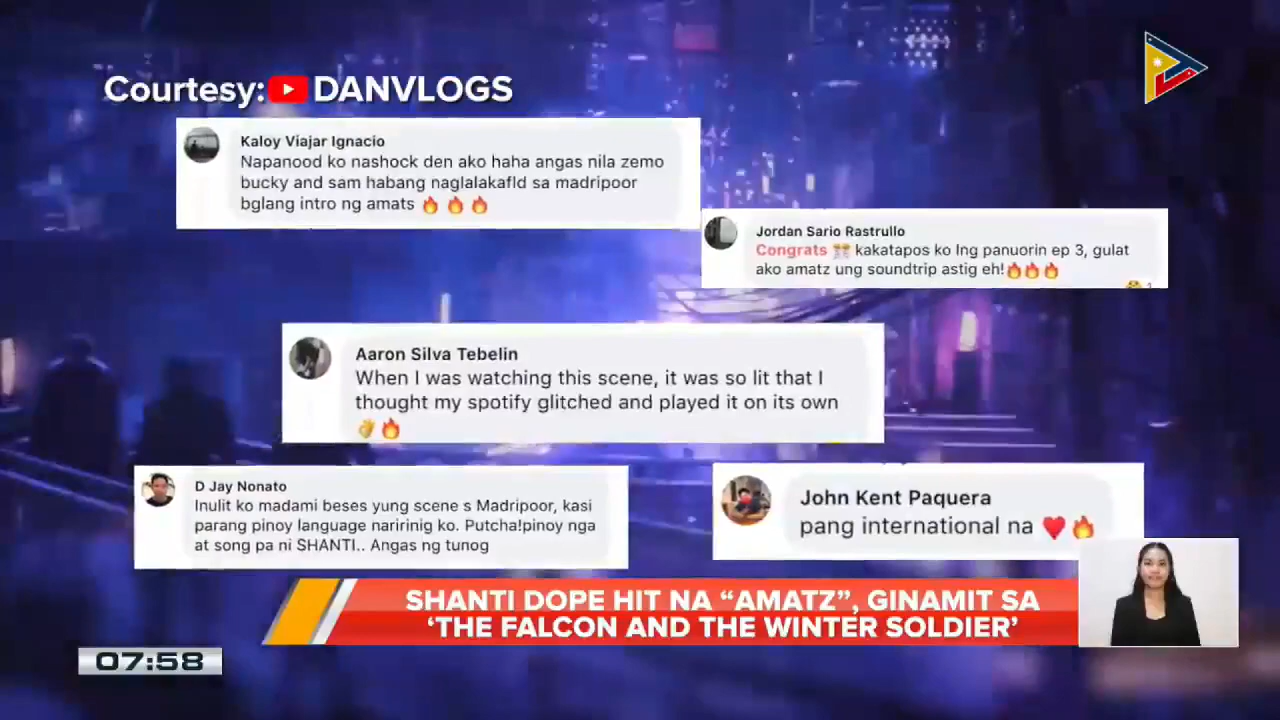 Courtesy: DANVLOGS
Kaloy Viajar Ignacio
Napanood ko nashock den ako haha angas nila zemo
bucky and sam habang naglalakafld sa madripoor
bglang intro ng amats 🔥 🔥 🔥
Jordan Sario Rastrullo
Congrats 🎊 kakatapos ko lng panuorin ep 3, gulat
ako amatz ung soundtrip astig eh!🔥🔥🔥
Aaron Silva Tebelin
When I was watching this scene, it was so lit that I
thought my spotify glitched and played it on its own
👌🔥
D Jay Nonato
Inulit ko madami beses yung scene s Madripoor, kasi
parang pinoy language naririnig ko. Putcha!pinoy nga
at song pa ni SHANTI.. Angas ng tunog
John Kent Paquera
pang international na ❤️🔥
SHANTI DOPE HIT NA “AMATZ”, GINAMIT SA
‘THE FALCON AND THE WINTER SOLDIER’
07:58